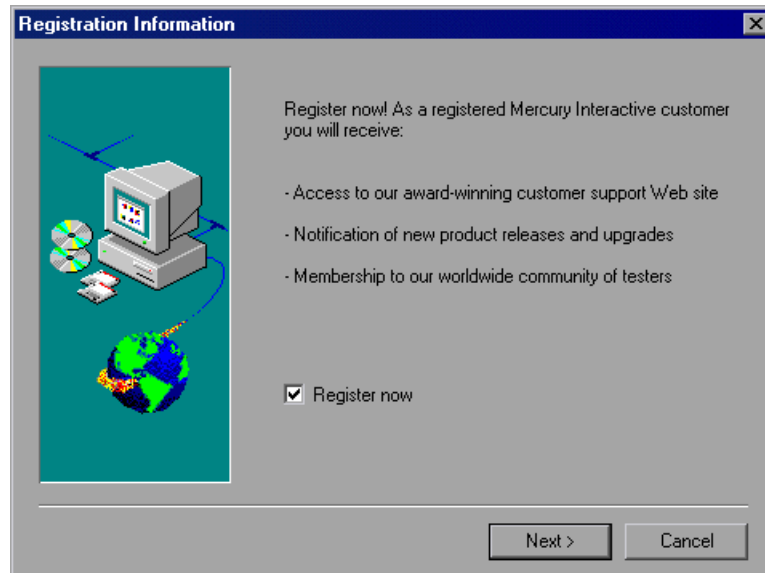 Registration Information
Register now! As a registered Mercury Interactive customer
you will receive:
- Access to our award-winning customer support Web site
- Notification of new product releases and upgrades
- Membership to our worldwide community of testers
Register now
Next >
Cancel